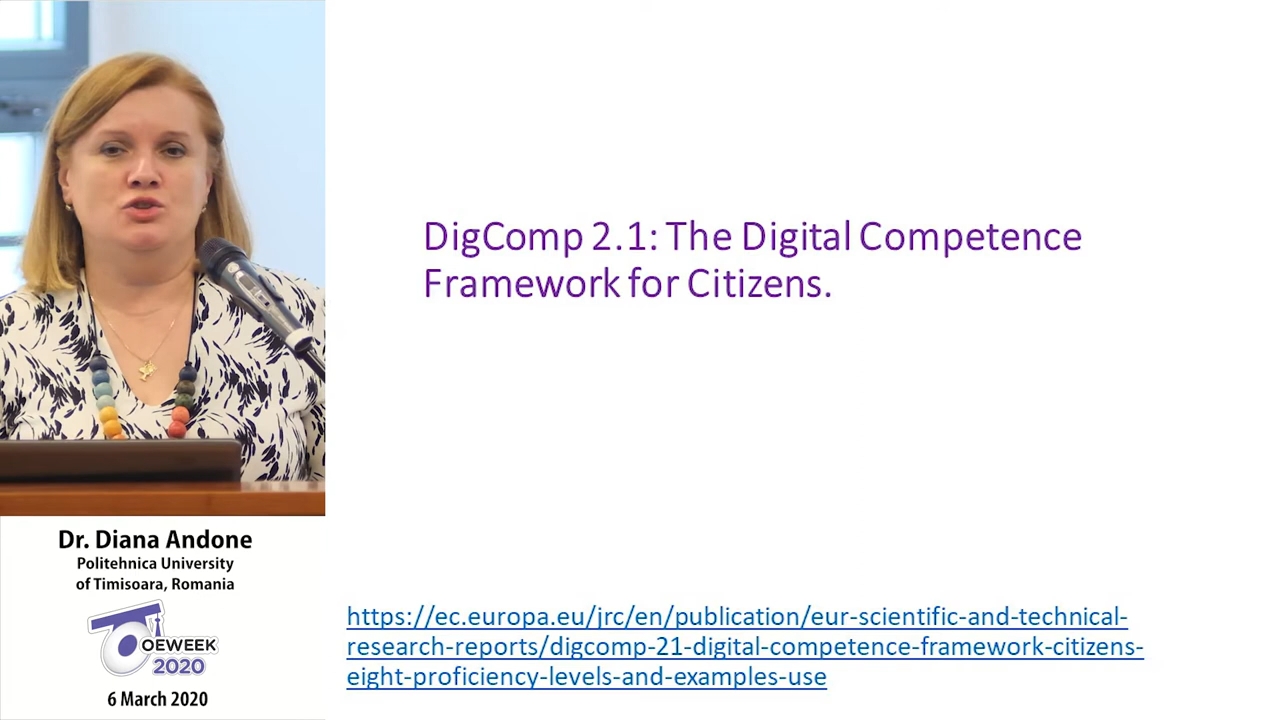 DigComp 2.1: The Digital Competence
Framework for Citizens.
Dr. Diana Andone
Politehnica University
of Timisoara, Romania
OEWEEK
2020
6 March 2020
https://ec.europa.eu/jrc/en/publication/eur-scientific-and-technical-
research-reports/digcomp-21-digital-competence-framework-citizens-
eight-proficiency-levels-and-examples-use